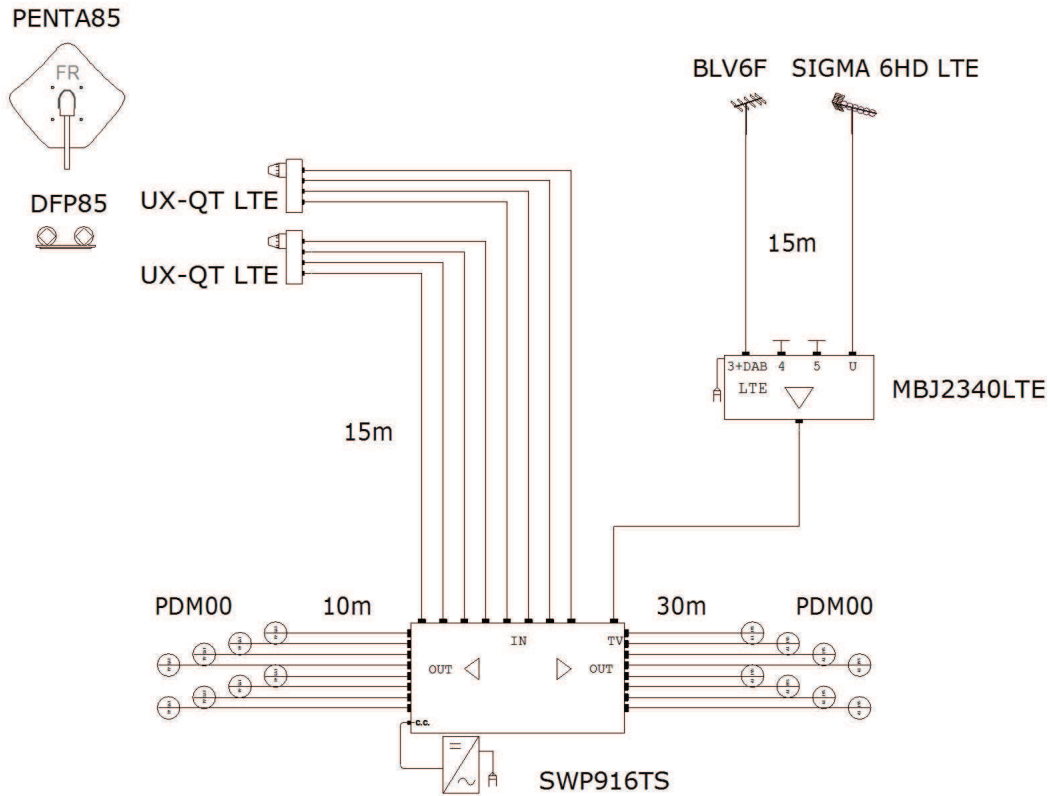 PENTA85
FR
BLV6F SIGMA 6HD LTE
DFP85
UX-QT LTE
15m
UX-QT LTE
3+DAB 4 5 U
LTE
MBJ2340LTE
15m
PDM00 10m 30m PDM00
IN TV
OUT OUT
C.C.
SWP916TS